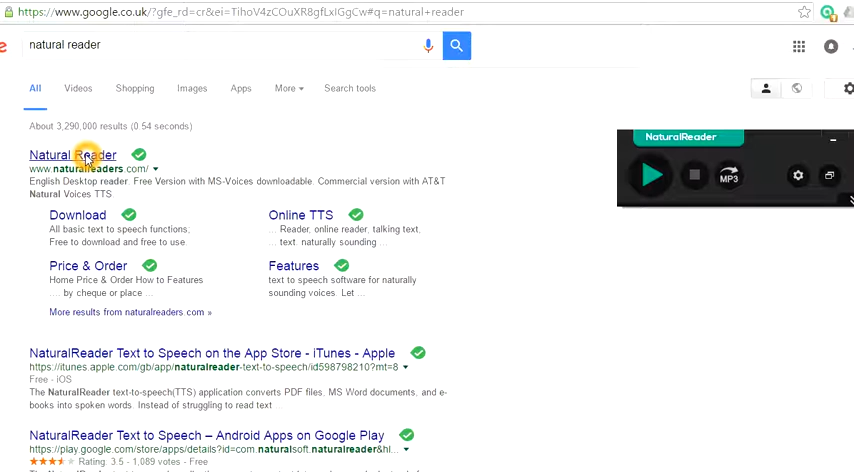 https://www.google.co.uk/?gfe_rd=cr&ei=TihoV4zCOuXR8gfLxIGgCw#q=natural+reader
natural reader
All Videos Shopping Images Apps More Search tools
About 3,290,000 results (0.54 seconds)
Natural Reader
www.naturalreaders.com/
English Desktop reader. Free Version with MS-Voices downloadable. Commercial version with AT&T
Natural Voices TTS.
Download
All basic text to speech functions;
Free to download and free to use.
Online TTS
... Reader, online reader, talking text,
... text. naturally sounding ...
Price & Order
Home Price & Order How to Features
.... by cheque or place ...
Features
text to speech software for naturally
sounding voices. Let ...
More results from naturalreaders.com »
NaturalReader Text to Speech on the App Store - iTunes - Apple
https://itunes.apple.com/gb/app/naturalreader-text-to-speech/id598798210?mt=8
Free - iOS
The NaturalReader text-to-speech(TTS) application converts PDF files, MS Word documents, and e-
books into spoken words. Instead of struggling to read text
NaturalReader Text to Speech – Android Apps on Google Play
https://play.google.com/store/apps/details?id=com.naturalsoft.naturalreader&hl...
Rating: 3.5 - 1,089 votes - Free
NaturalReader
MP3